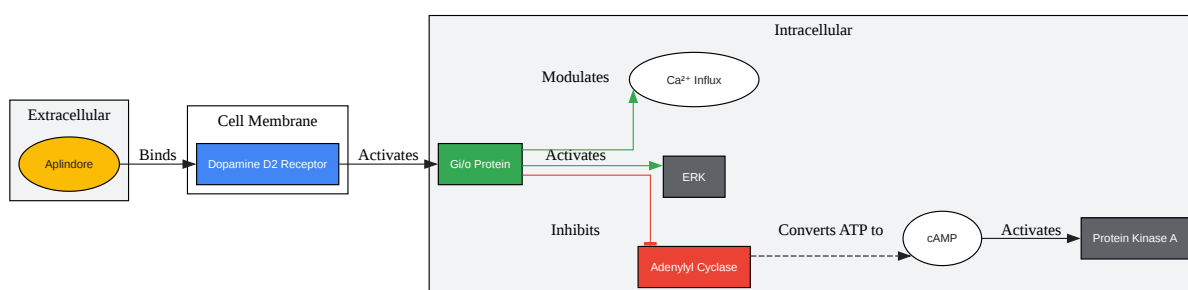 Intracellular
Modulates
Ca²⁺ Influx
Extracellular
Cell Membrane
Aplindore
Binds
Dopamine D2 Receptor
Activates
Gi/o Protein
Activates
ERK
Inhibits
Adenylyl Cyclase
Converts ATP to
cAMP
Activates
Protein Kinase A